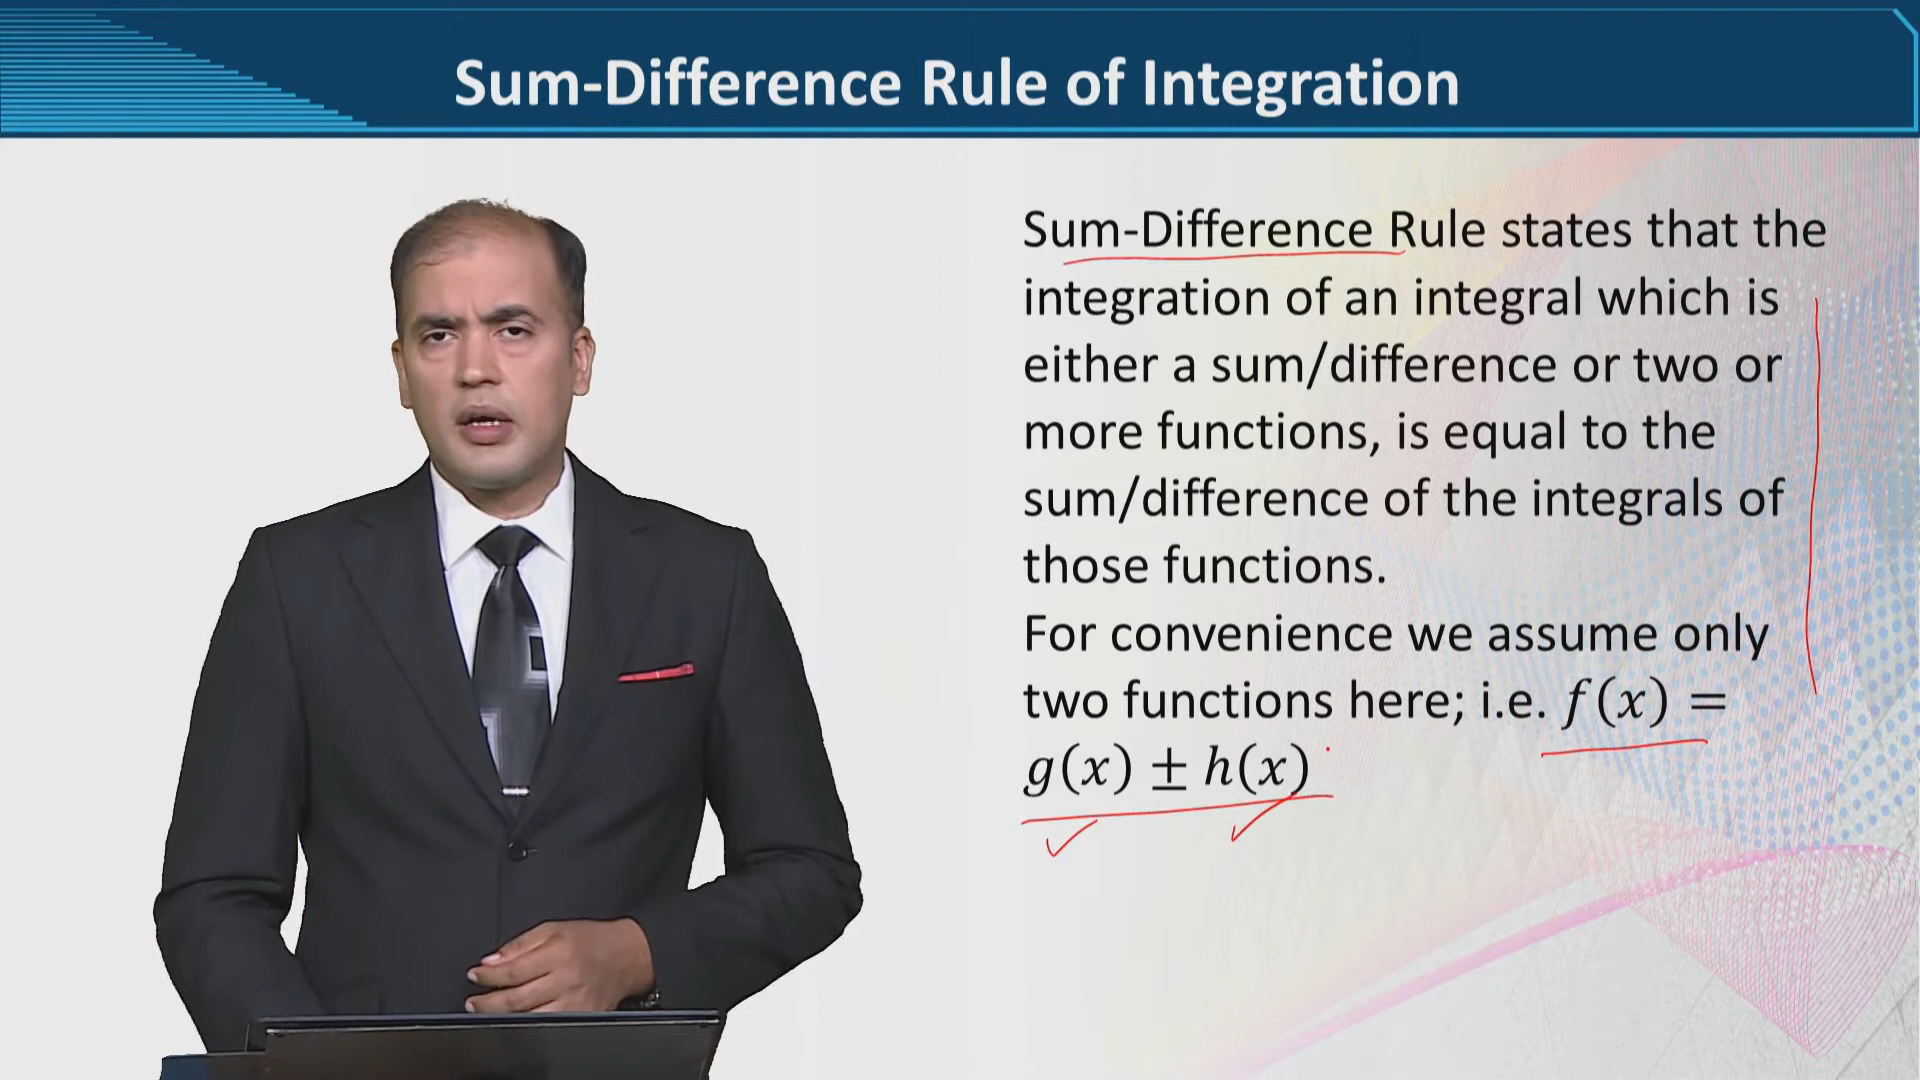 Sum-Difference Rule of Integration
Sum-Difference Rule states that the
integration of an integral which is
either a sum/difference or two or
more functions, is equal to the
sum/difference of the integrals of
those functions.
For convenience we assume only
two functions here; i.e. f(x) =
g(x) ± h(x)